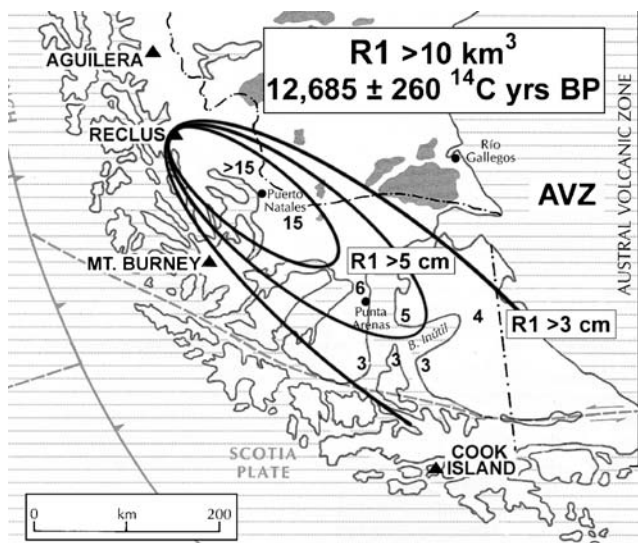 R1 >10 km³
12,685 ± 260 ¹⁴C yrs BP
AGUILERA
RECLUS
Río
Gallegos
>15
Puerto
Natales
AVZ
15
AUSTRAL VOLCANIC ZONE
MT. BURNEY
R1 >5 cm
6
Punta
Arenas
5
4
R1 >3 cm
B. Inútil
3
3
3
SCOTIA
PLATE
COOK
ISLAND
0
200
km